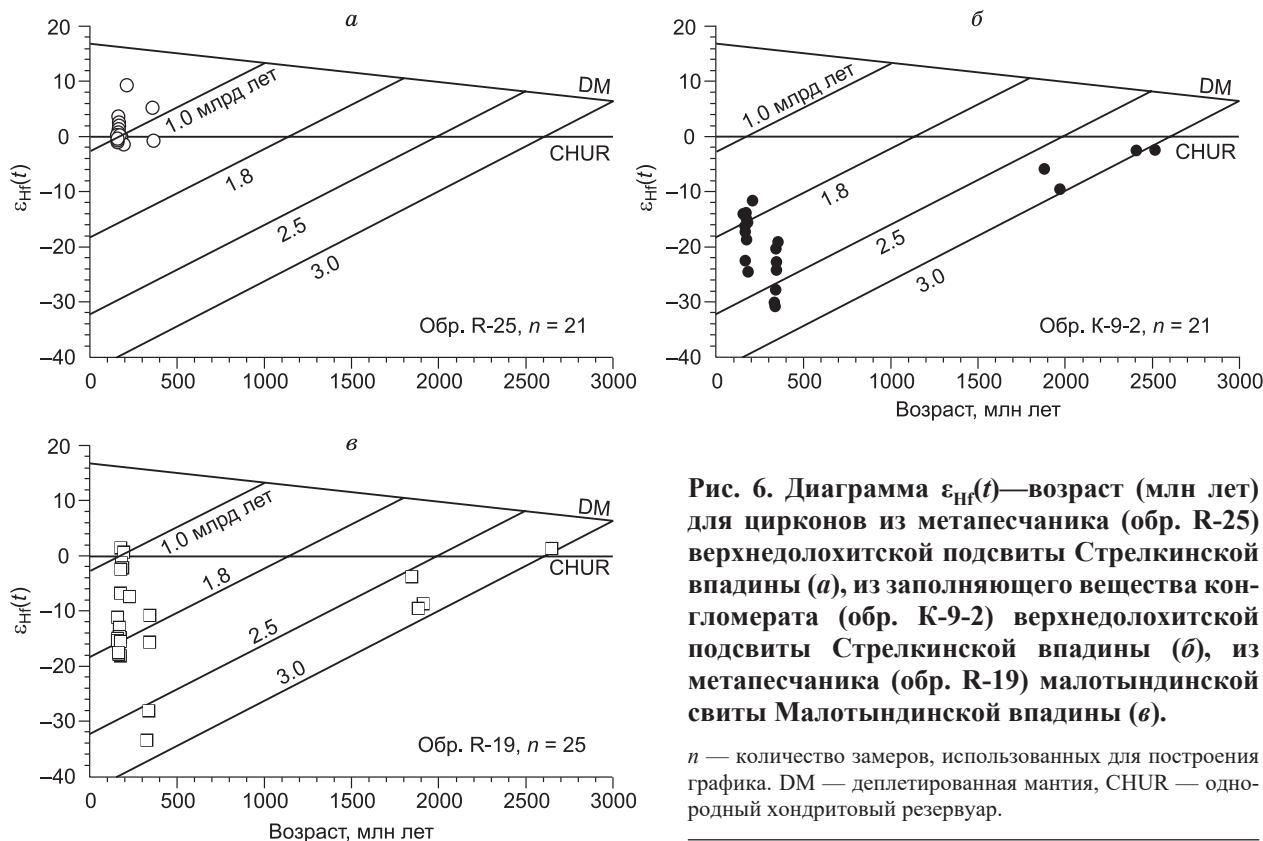 а
20
10
0
–10
–20
–30
–40
εHf(t)
DM
1.0 млрд лет
CHUR
1.8
2.5
3.0
Обр. R-25, n = 21
0 500 1000 1500 2000 2500 3000
б
20
10
0
–10
–20
–30
–40
εHf(t)
DM
1.0 млрд лет
CHUR
1.8
2.5
3.0
Обр. К-9-2, n = 21
0 500 1000 1500 2000 2500 3000
Возраст, млн лет
в
20
10
0
–10
–20
–30
–40
εHf(t)
DM
1.0 млрд лет
CHUR
1.8
2.5
3.0
Обр. R-19, n = 25
0 500 1000 1500 2000 2500 3000
Возраст, млн лет
Рис. 6. Диаграмма εHf(t)—возраст (млн лет)
для цирконов из метапесчаника (обр. R-25)
верхнедолохитской подсвиты Стрелкинской
впадины (а), из заполняющего вещества кон-
гломерата (обр. К-9-2) верхнедолохитской
подсвиты Стрелкинской впадины (б), из
метапесчаника (обр. R-19) малотындинской
свиты Малотындинской впадины (в).
n — количество замеров, использованных для построения
графика. DM — деплетированная мантия, CHUR — одно-
родный хондритовый резервуар.